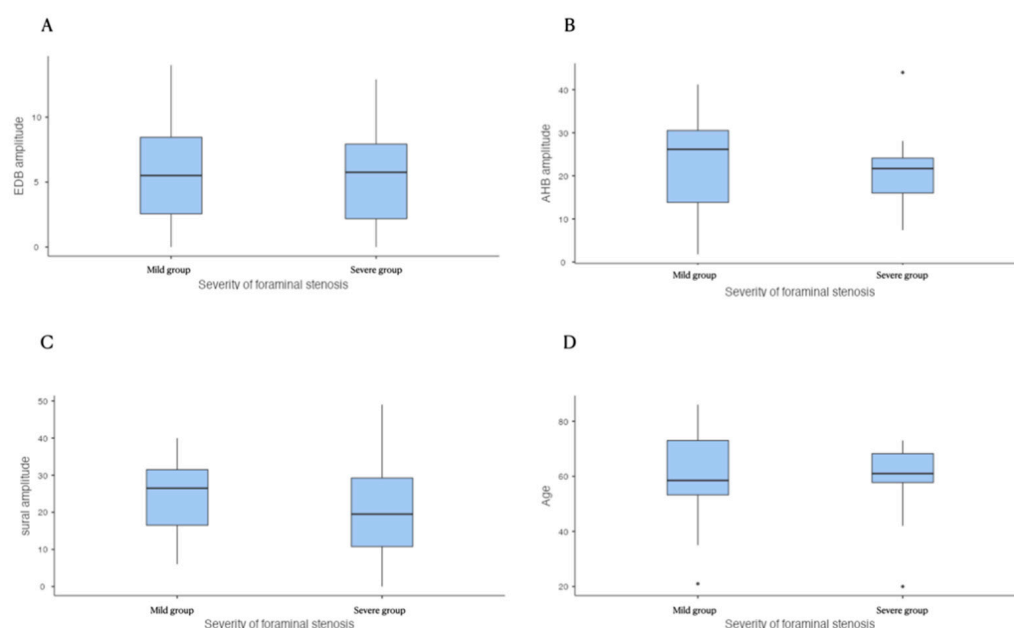 A
EDB amplitude
10
5
0
Mild group Severe group
Severity of foraminal stenosis
B
AHB amplitude
40
30
20
10
0
Mild group Severe group
Severity of foraminal stenosis
C
sural amplitude
50
40
30
20
10
0
Mild group Severe group
Severity of foraminal stenosis
D
Age
80
60
40
20
Mild group Severe group
Severity of foraminal stenosis